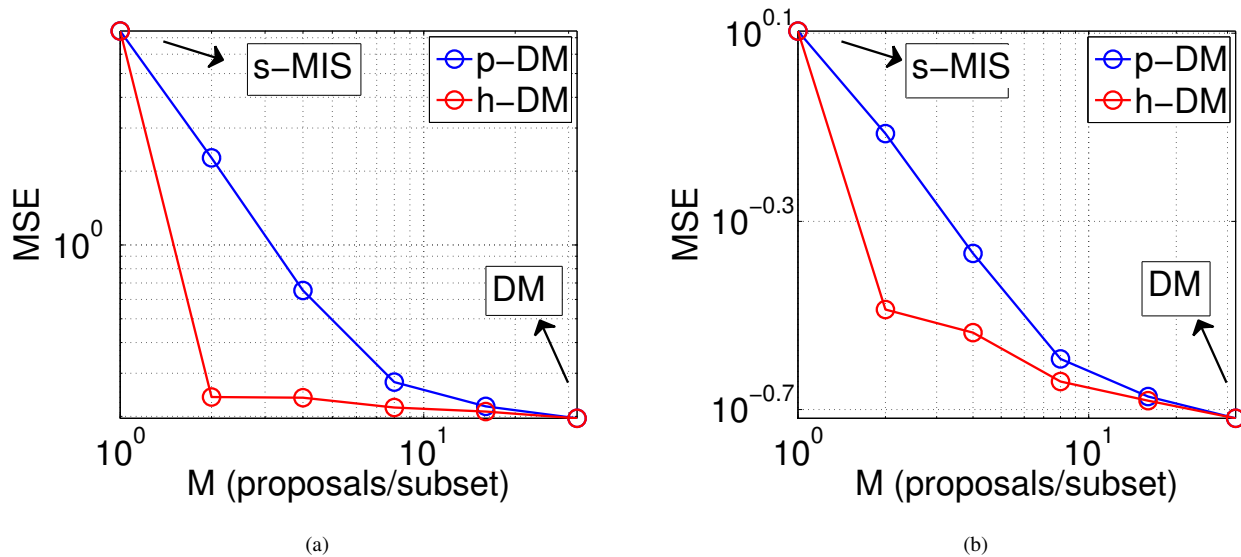 s−MIS
p−DM
h−DM
MSE
10^0
DM
10^0
10^1
M (proposals/subset)
(a)
10^0.1
s−MIS
p−DM
h−DM
MSE
10^−0.3
DM
10^−0.7
10^0
10^1
M (proposals/subset)
(b)